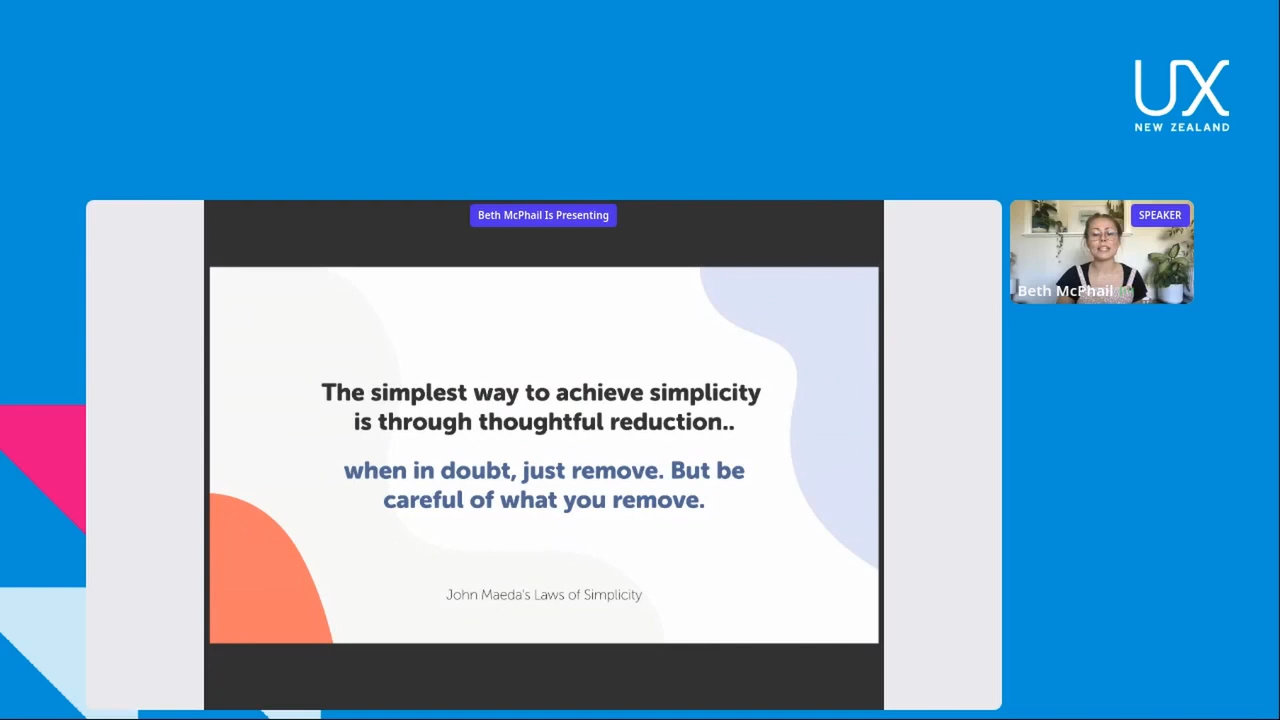 UX
NEW ZEALAND
Beth McPhail Is Presenting
SPEAKER
Beth McPhail
The simplest way to achieve simplicity
is through thoughtful reduction..
when in doubt, just remove. But be
careful of what you remove.
John Maeda's Laws of Simplicity